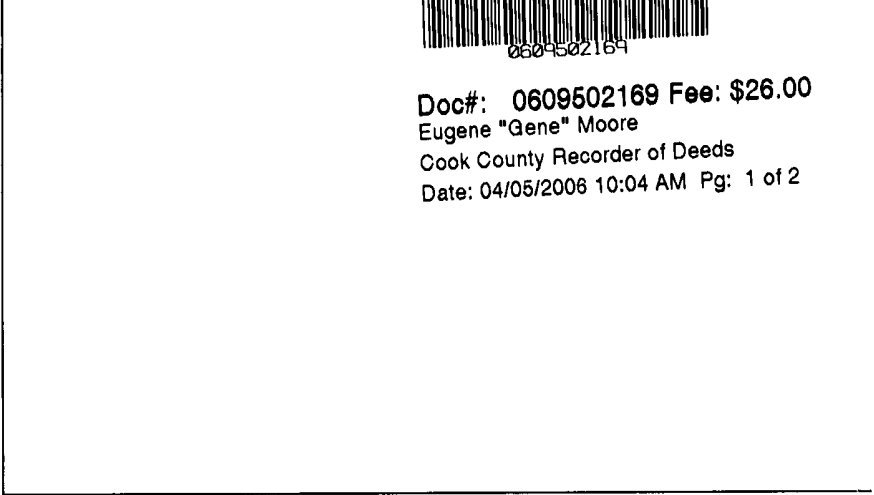 0609502169
Doc#: 0609502169 Fee: $26.00
Eugene "Gene" Moore
Cook County Recorder of Deeds
Date: 04/05/2006 10:04 AM Pg: 1 of 2